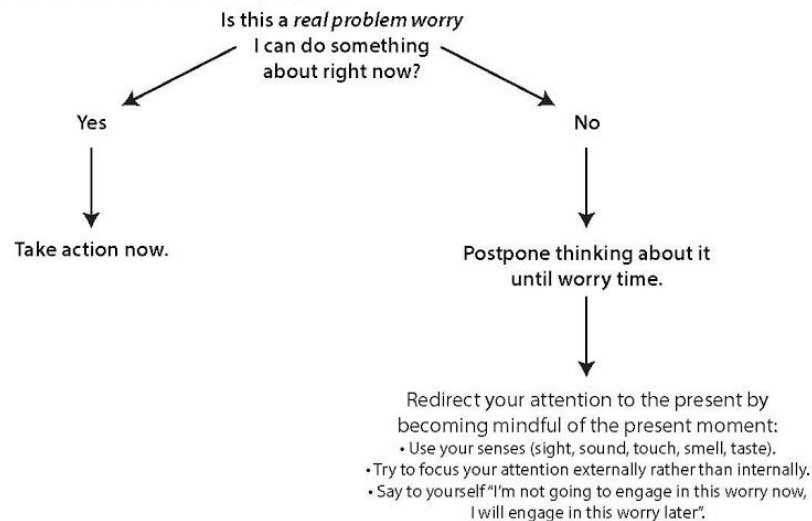 Is this a real problem worry
I can do something
about right now?
Yes
No
Take action now.
Postpone thinking about it
until worry time.
Redirect your attention to the present by
becoming mindful of the present moment:
• Use your senses (sight, sound, touch, smell, taste).
• Try to focus your attention externally rather than internally.
• Say to yourself "I'm not going to engage in this worry now,
I will engage in this worry later".